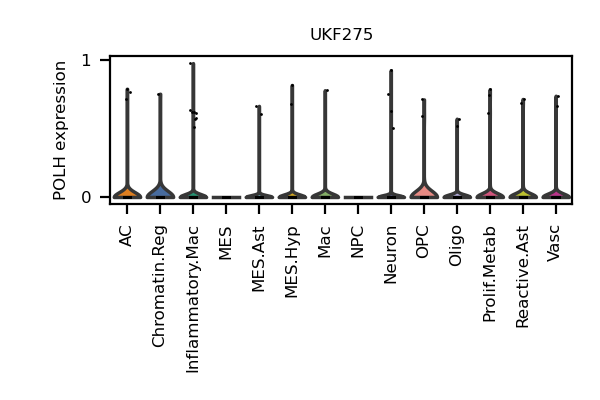 UKF275
POLH expression
1
0
AC
Chromatin.Reg
Inflammatory.Mac
MES
MES.Ast
MES.Hyp
Mac
NPC
Neuron
OPC
Oligo
Prolif.Metab
Reactive.Ast
Vasc